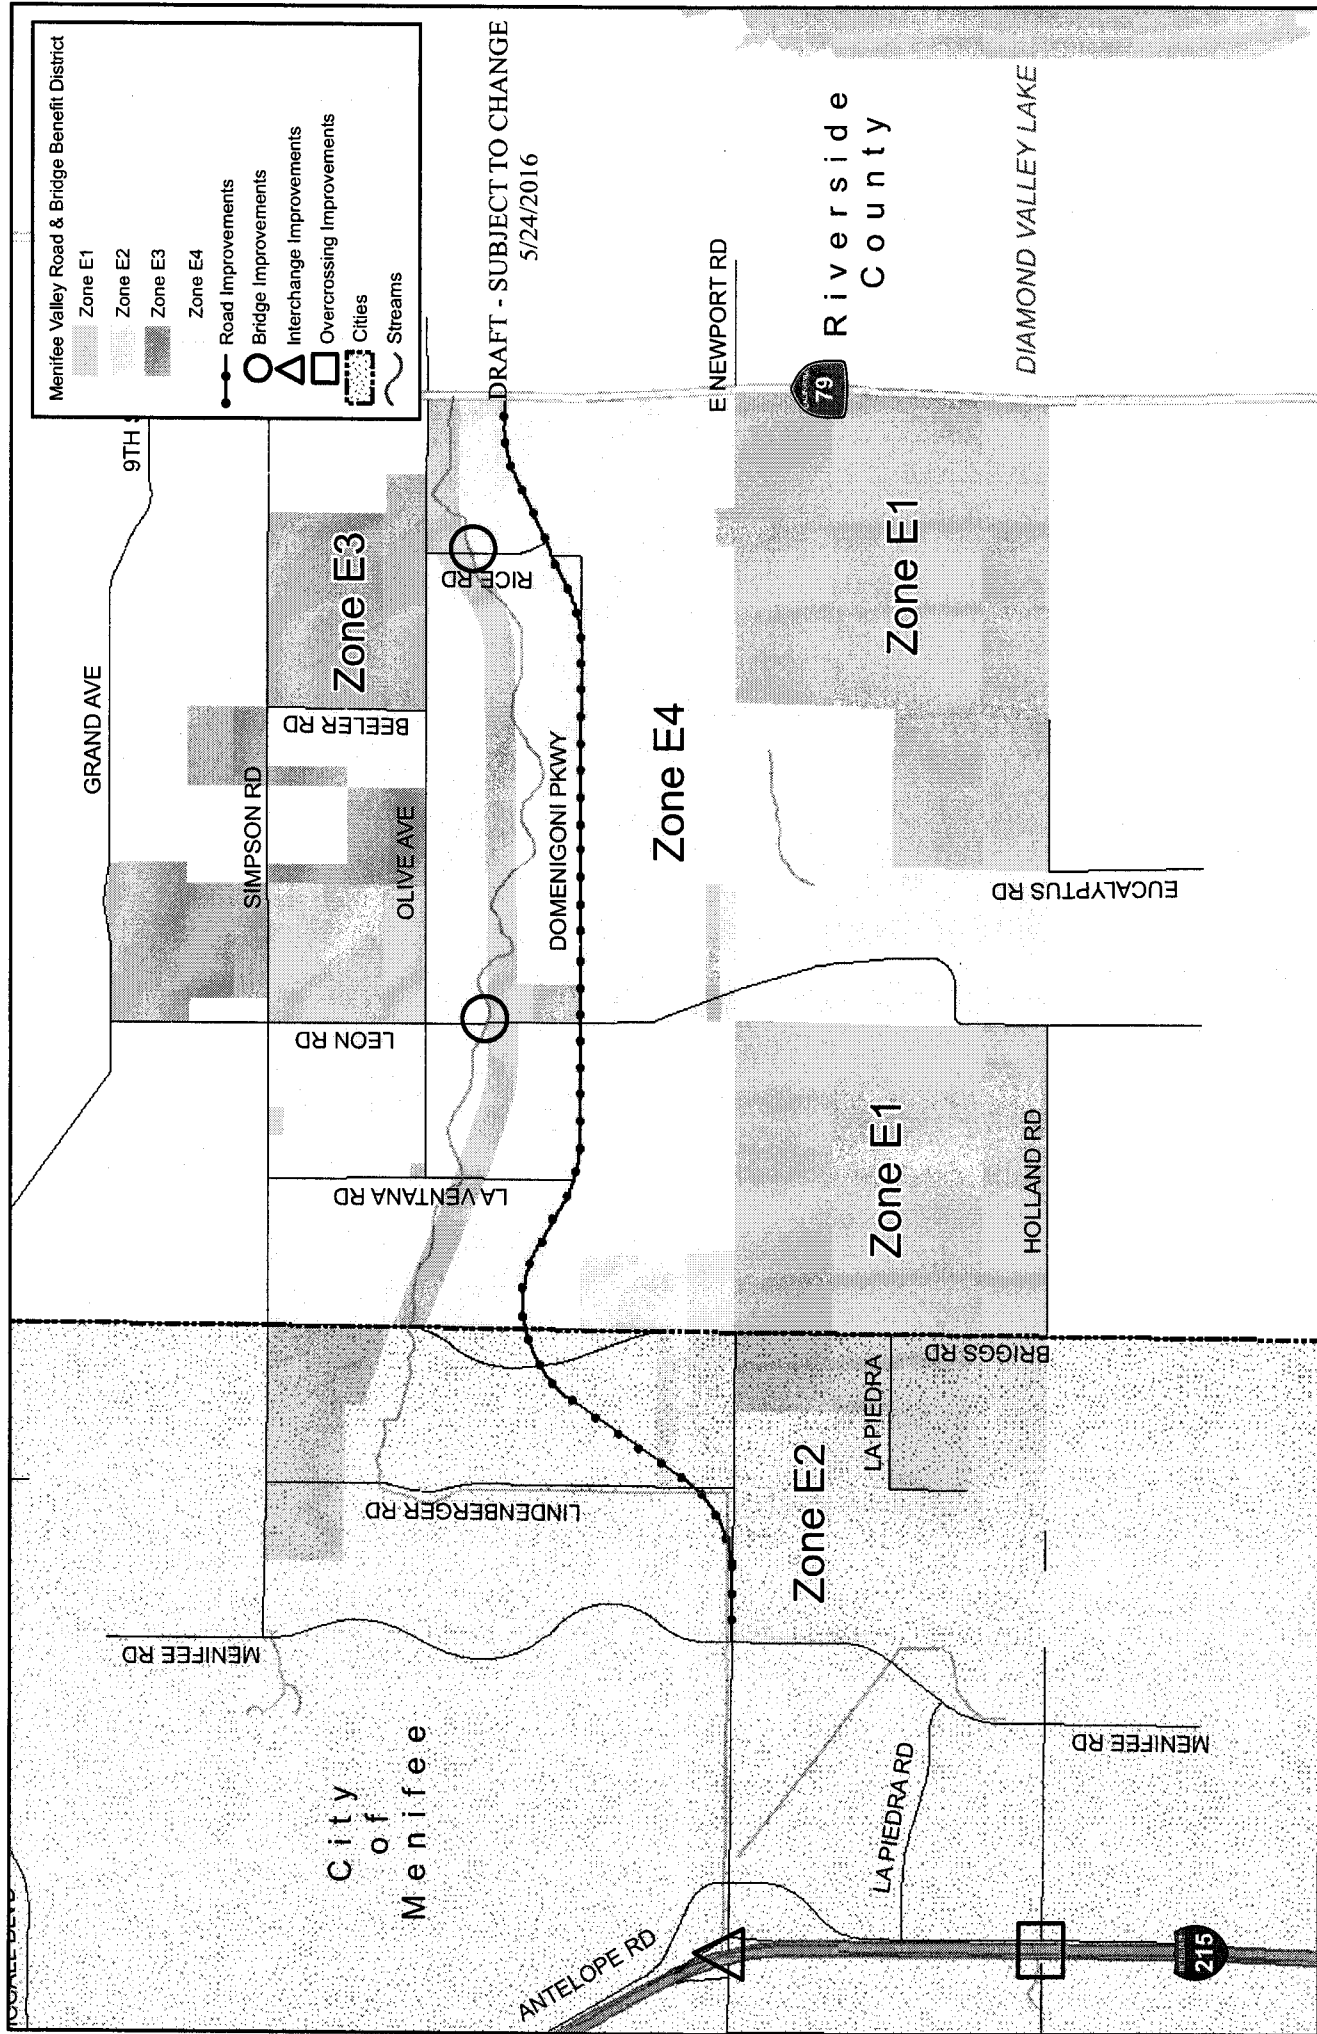 Menifee Valley Road & Bridge Benefit District
Zone E1
Zone E2
Zone E3
Zone E4
Road Improvements
Bridge Improvements
Interchange Improvements
Overcrossing Improvements
Cities
Streams
DRAFT - SUBJECT TO CHANGE
5/24/2016
9TH S
GRAND AVE
SIMPSON RD
OLIVE AVE
BEELER RD
RICE RD
LEON RD
LA VENTANA RD
DOMENIGONI PKWY
LINDENBERGER RD
MENIFEE RD
E NEWPORT RD
79
Riverside
County
DIAMOND VALLEY LAKE
Zone E3
Zone E4
Zone E1
Zone E1
Zone E2
EUCALYPTUS RD
HOLLAND RD
BRIGGS RD
LA PIEDRA
City
of
Menifee
ANTELOPE RD
LA PIEDRA RD
MENIFEE RD
215